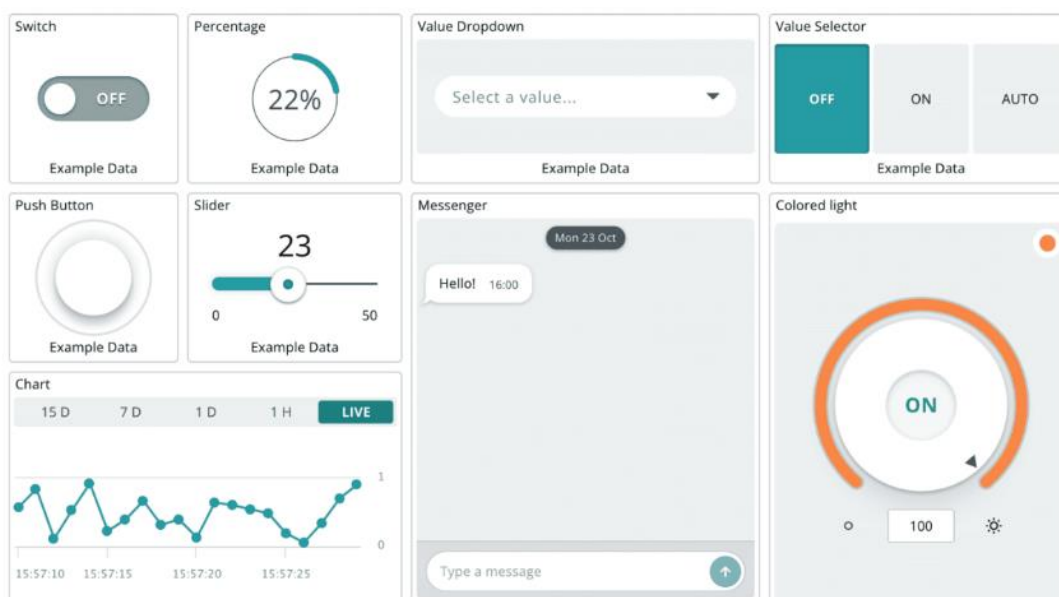 Switch
OFF
Example Data
Percentage
22%
Example Data
Value Dropdown
Select a value...
Example Data
Value Selector
OFF ON AUTO
Example Data
Push Button
Example Data
Slider
23
0 50
Example Data
Messenger
Mon 23 Oct
Hello! 16:00
Type a message
Colored light
ON
100
Chart
15 D 7 D 1 D 1 H LIVE
1
0
15:57:10 15:57:15 15:57:20 15:57:25